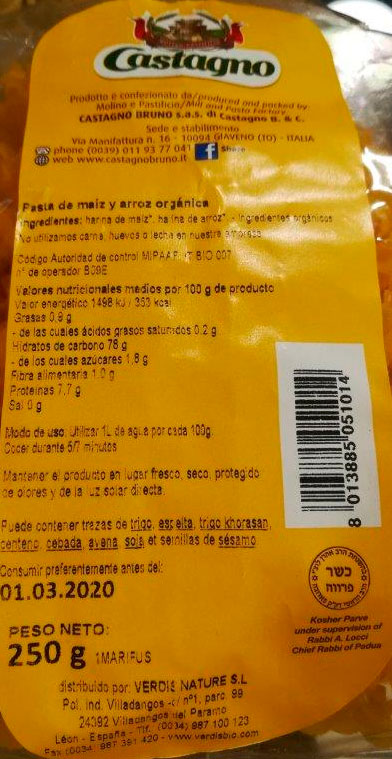 Castagno
Prodotto e confezionato da/produced and packed by
Molino e Pastificio/Mill and Pasta Factory
CASTAGNO BRUNO s.a.s. di Castagno B. & C.
Sede e stabilimento
Via Manifattura n. 16 - 10094 GIAVENO (TO) - ITALIA
phone (0039) 011 93 77 041 f Share
web www.castagnobruno.it
Pasta de maíz y arroz orgánica
Ingredientes: harina de maíz*, harina de arroz*. * Ingredientes orgánicos
No utilizamos carne, huevos o leche en nuestra empresa
Código Autoridad de control MIPAAF IT BIO 007
n° de operador B09E
Valores nutricionales medios por 100 g de producto
Valor energético 1498 kJ / 353 kcal
Grasas 0,9 g
- de las cuales ácidos grasos saturados 0.2 g
Hidratos de carbono 78 g
- de los cuales azúcares 1,8 g
Fibra alimentaria 1.0 g
Proteínas 7,7 g
Sal 0 g
Modo de uso: Utilizar 1L de agua por cada 100g.
Cocer durante 5/7 minutos
Mantener el producto en lugar fresco, seco, protegido
de olores y de la luz solar directa.
Puede contener trazas de trigo, espelta, trigo khorasan,
centeno, cebada, avena, soja et semillas de sésamo
Consumir preferentemente antes del:
01.03.2020
PESO NETO:
250 g 1MARIFUS
distribuido por: VERDIS NATURE S.L
Pol. ind. Villadangos -c/ n°1, parc. 99
24392 Villadangos del Paramo
Léon - España - Tlf. (0034) 987 100 123
Fax (0034) 987 391 420 - www.verdisbio.com
8 013885 051014
כשר
פרווה
Kosher Parve
under supervision of
Rabbi A. Locci
Chief Rabbi of Padua